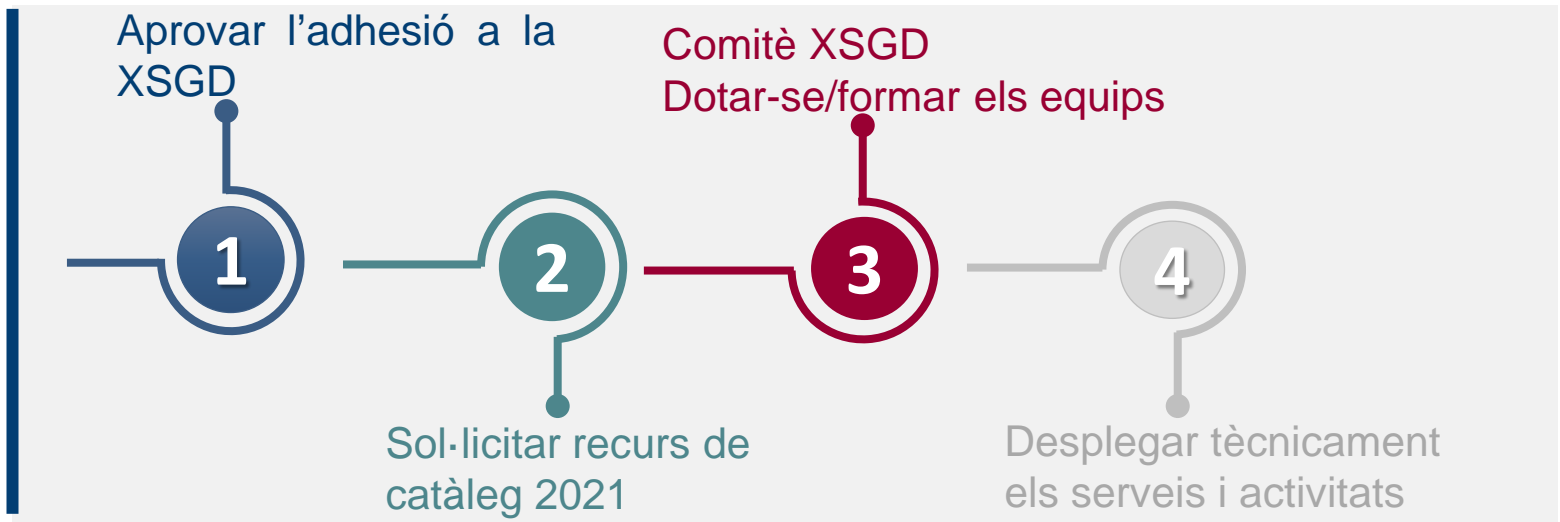 Aprovar l’adhesió a la
XSGD
Comitè XSGD
Dotar-se/formar els equips
1
2
3
4
Sol·licitar recurs de
catàleg 2021
Desplegar tècnicament
els serveis i activitats